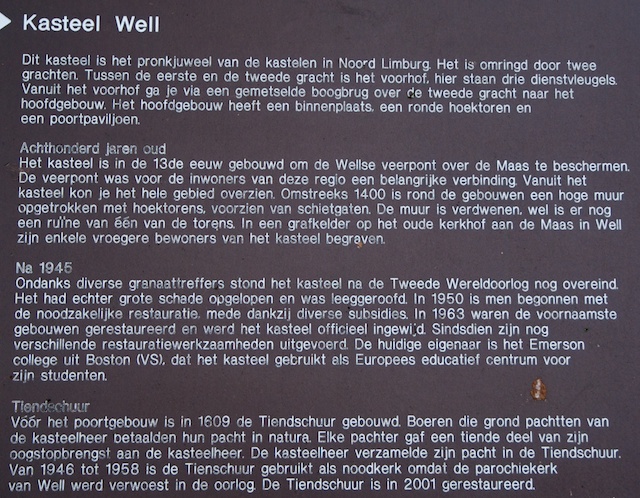 Kasteel Well
Dit kasteel is het pronkjuweel van de kastelen in Noord Limburg. Het is omringd door twee
grachten. Tussen de eerste en de tweede gracht is het voorhof, hier staan drie dienstvleugels.
Vanuit het voorhof ga je via een gemetselde boogbrug over de tweede gracht naar het
hoofdgebouw. Het hoofdgebouw heeft een binnenplaats, een ronde hoektoren en
een poortpaviljoen.
Achthonderd jaren oud
Het kasteel is in de 13de eeuw gebouwd om de Wellse veerpont over de Maas te beschermen.
De veerpont was voor de inwoners van deze regio een belangrijke verbinding. Vanuit het
kasteel kon je het hele gebied overzien. Omstreeks 1400 is rond de gebouwen een hoge muur
opgetrokken met hoektorens, voorzien van schietgaten. De muur is verdwenen, wel is er nog
een ruïne van één van de torens. In een grafkelder op het oude kerkhof aan de Maas in Well
zijn enkele vroegere bewoners van het kasteel begraven.
Na 1945
Ondanks diverse granaattreffers stond het kasteel na de Tweede Wereldoorlog nog overeind.
Het had echter grote schade opgelopen en was leeggeroofd. In 1950 is men begonnen met
de noodzakelijke restauratie, mede dankzij diverse subsidies. In 1963 waren de voornaamste
gebouwen gerestaureerd en werd het kasteel officieel ingewijd. Sindsdien zijn nog
verschillende restauratiewerkzaamheden uitgevoerd. De huidige eigenaar is het Emerson
college uit Boston (VS), dat het kasteel gebruikt als Europees educatief centrum voor
zijn studenten.
Tiendschuur
Vóór het poortgebouw is in 1609 de Tiendschuur gebouwd. Boeren die grond pachtten van
de kasteelheer betaalden hun pacht in natura. Elke pachter gaf een tiende deel van zijn
oogstopbrengst aan de kasteelheer. De kasteelheer verzamelde zijn pacht in de Tiendschuur.
Van 1946 tot 1958 is de Tienschuur gebruikt als noodkerk omdat de parochiekerk
van Well werd verwoest in de oorlog. De Tiendschuur is in 2001 gerestaureerd.